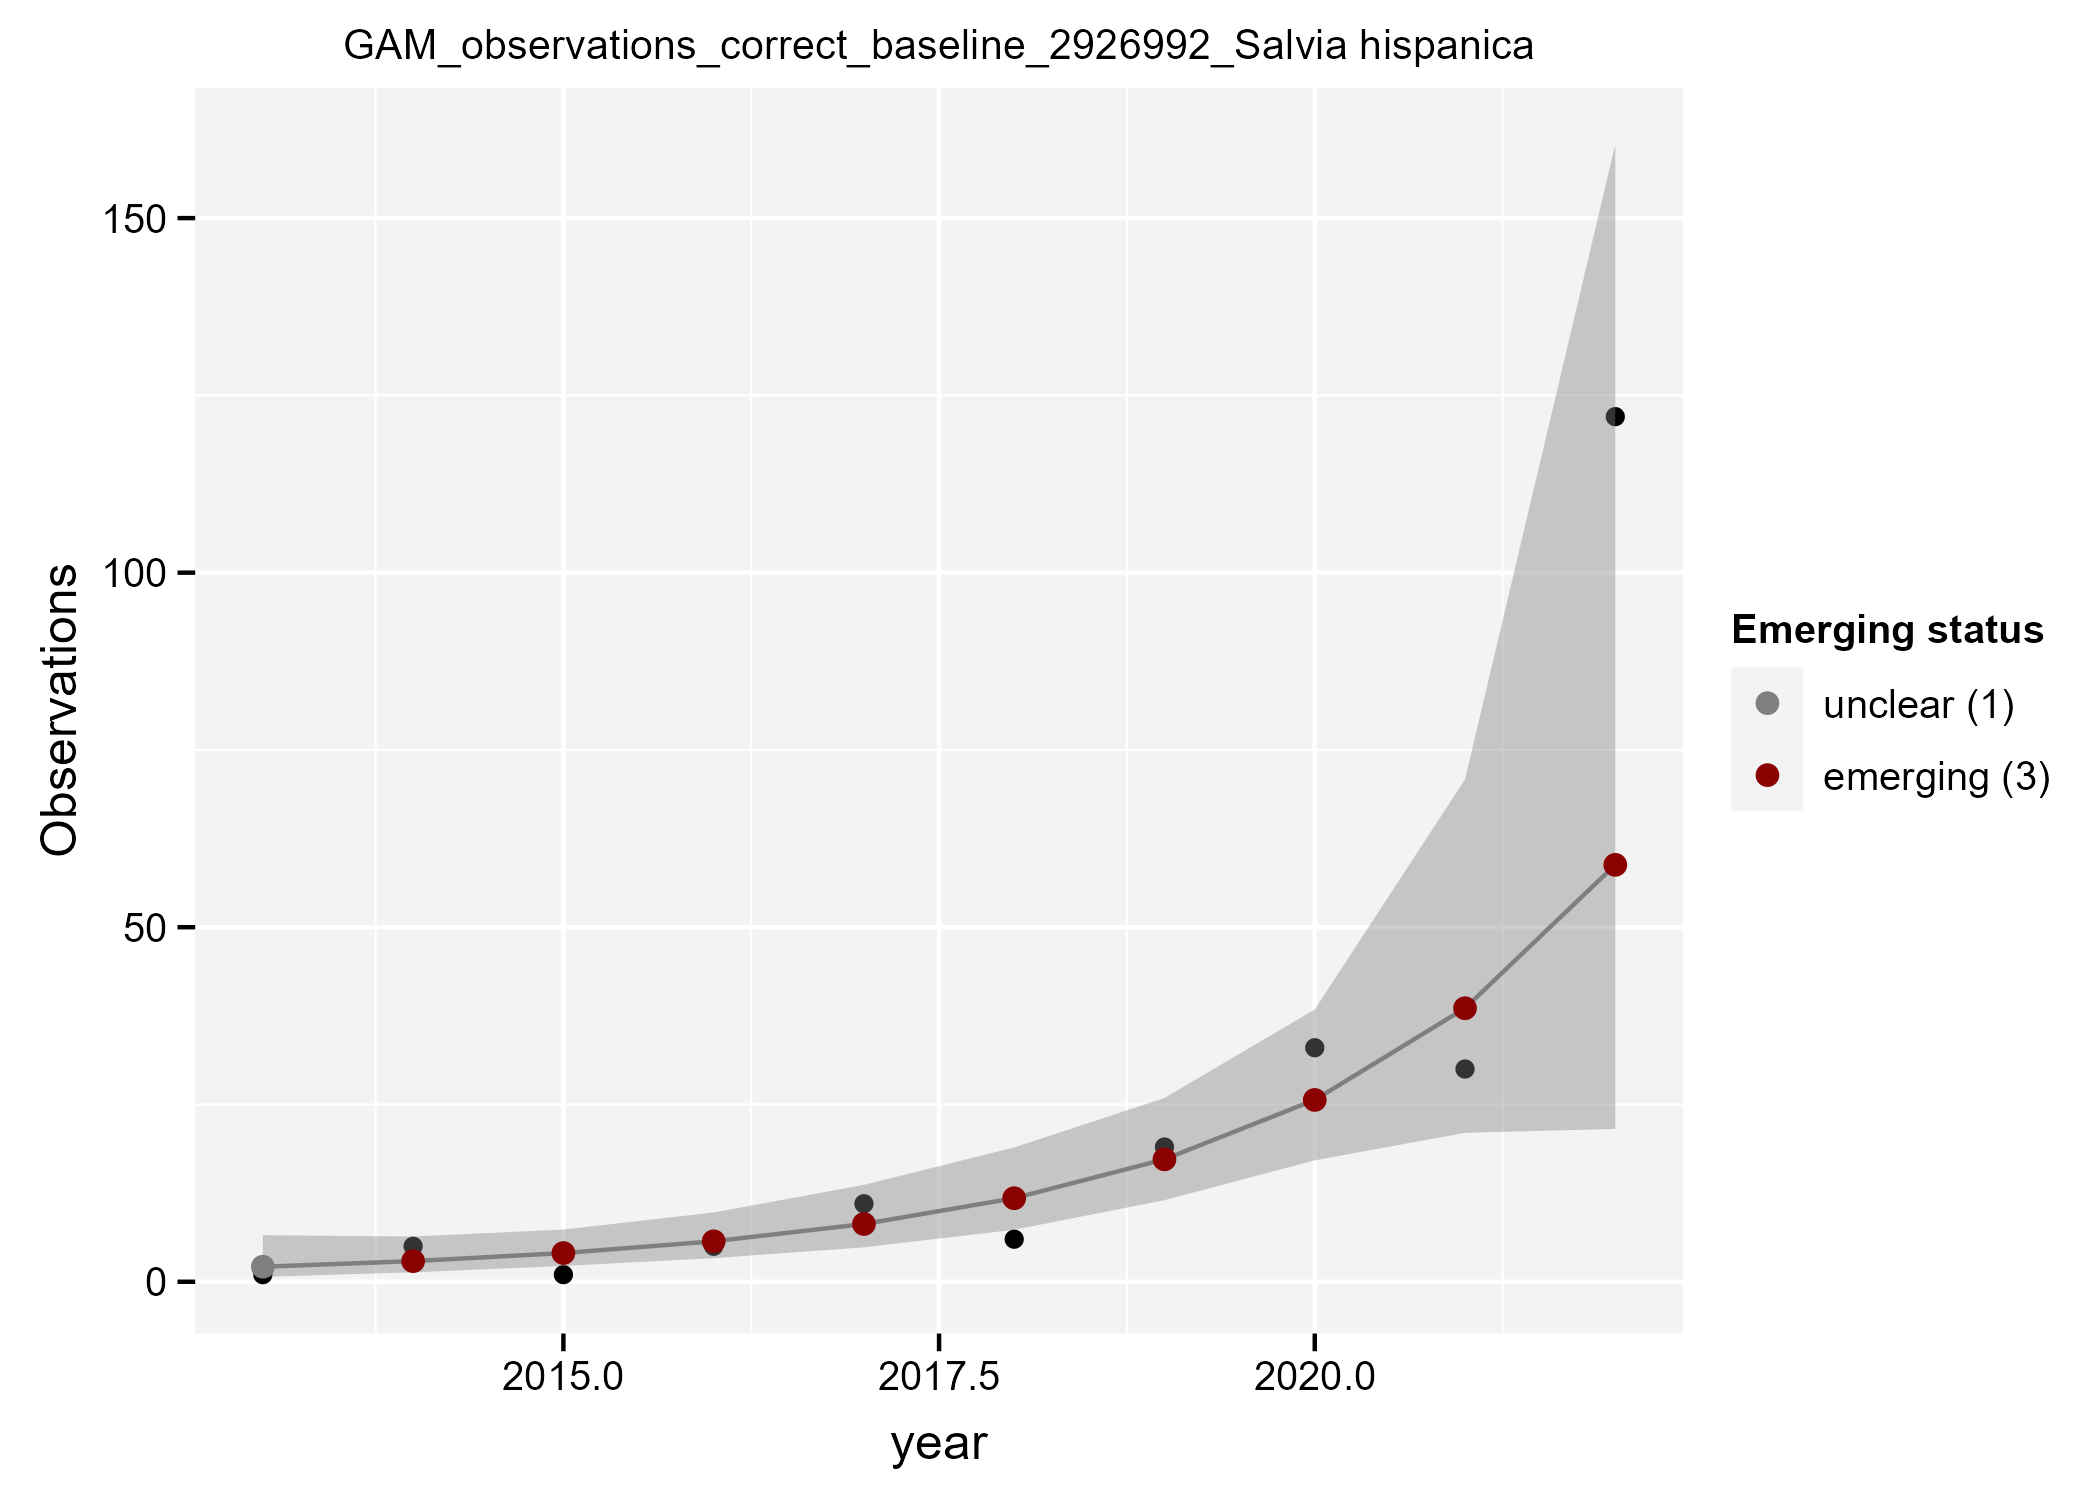 GAM_observations_correct_baseline_2926992_Salvia hispanica
Observations
150
100
50
0
2015.0
2017.5
2020.0
year
Emerging status
unclear (1)
emerging (3)